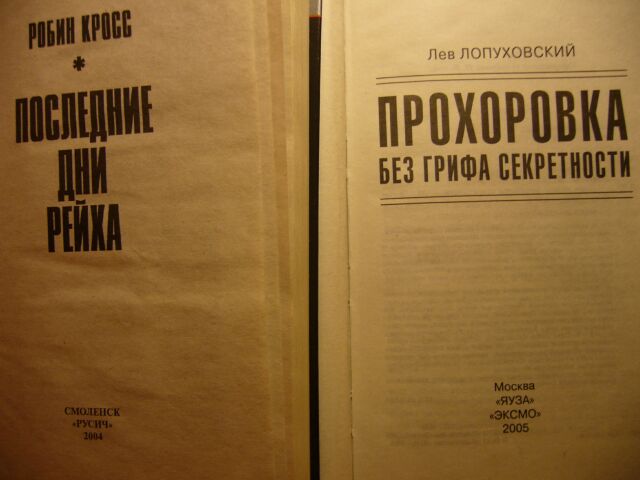 РОБИН КРОСС
*
ПОСЛЕДНИЕ
ДНИ
РЕЙХА
СМОЛЕНСК
«РУСИЧ»
2004
Лев ЛОПУХОВСКИЙ
ПРОХОРОВКА
БЕЗ ГРИФА СЕКРЕТНОСТИ
Москва
«ЯУЗА»
«ЭКСМО»
2005